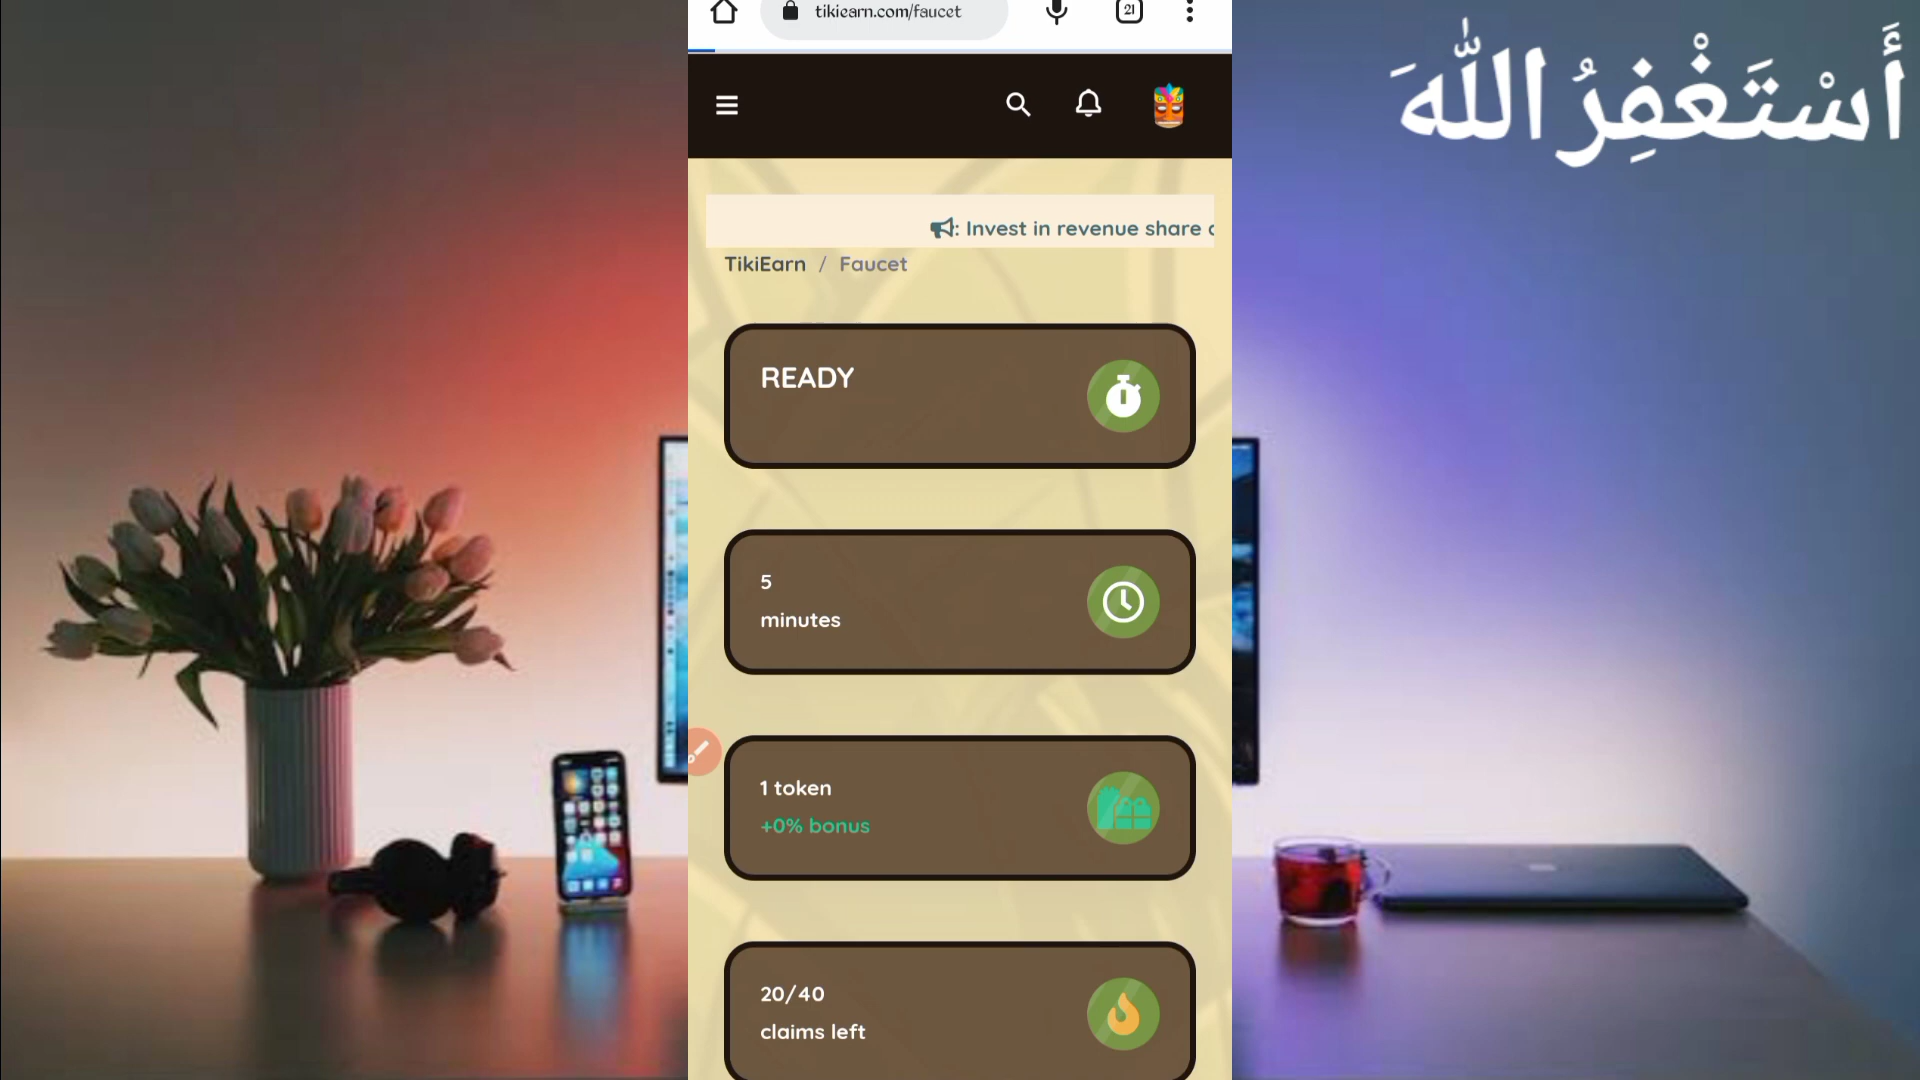 tikiearn.com/faucet
21
أَسْتَغْفِرُ اللّٰهَ
: Invest in revenue share
TikiEarn / Faucet
READY
5
minutes
1 token
+0% bonus
20/40
claims left